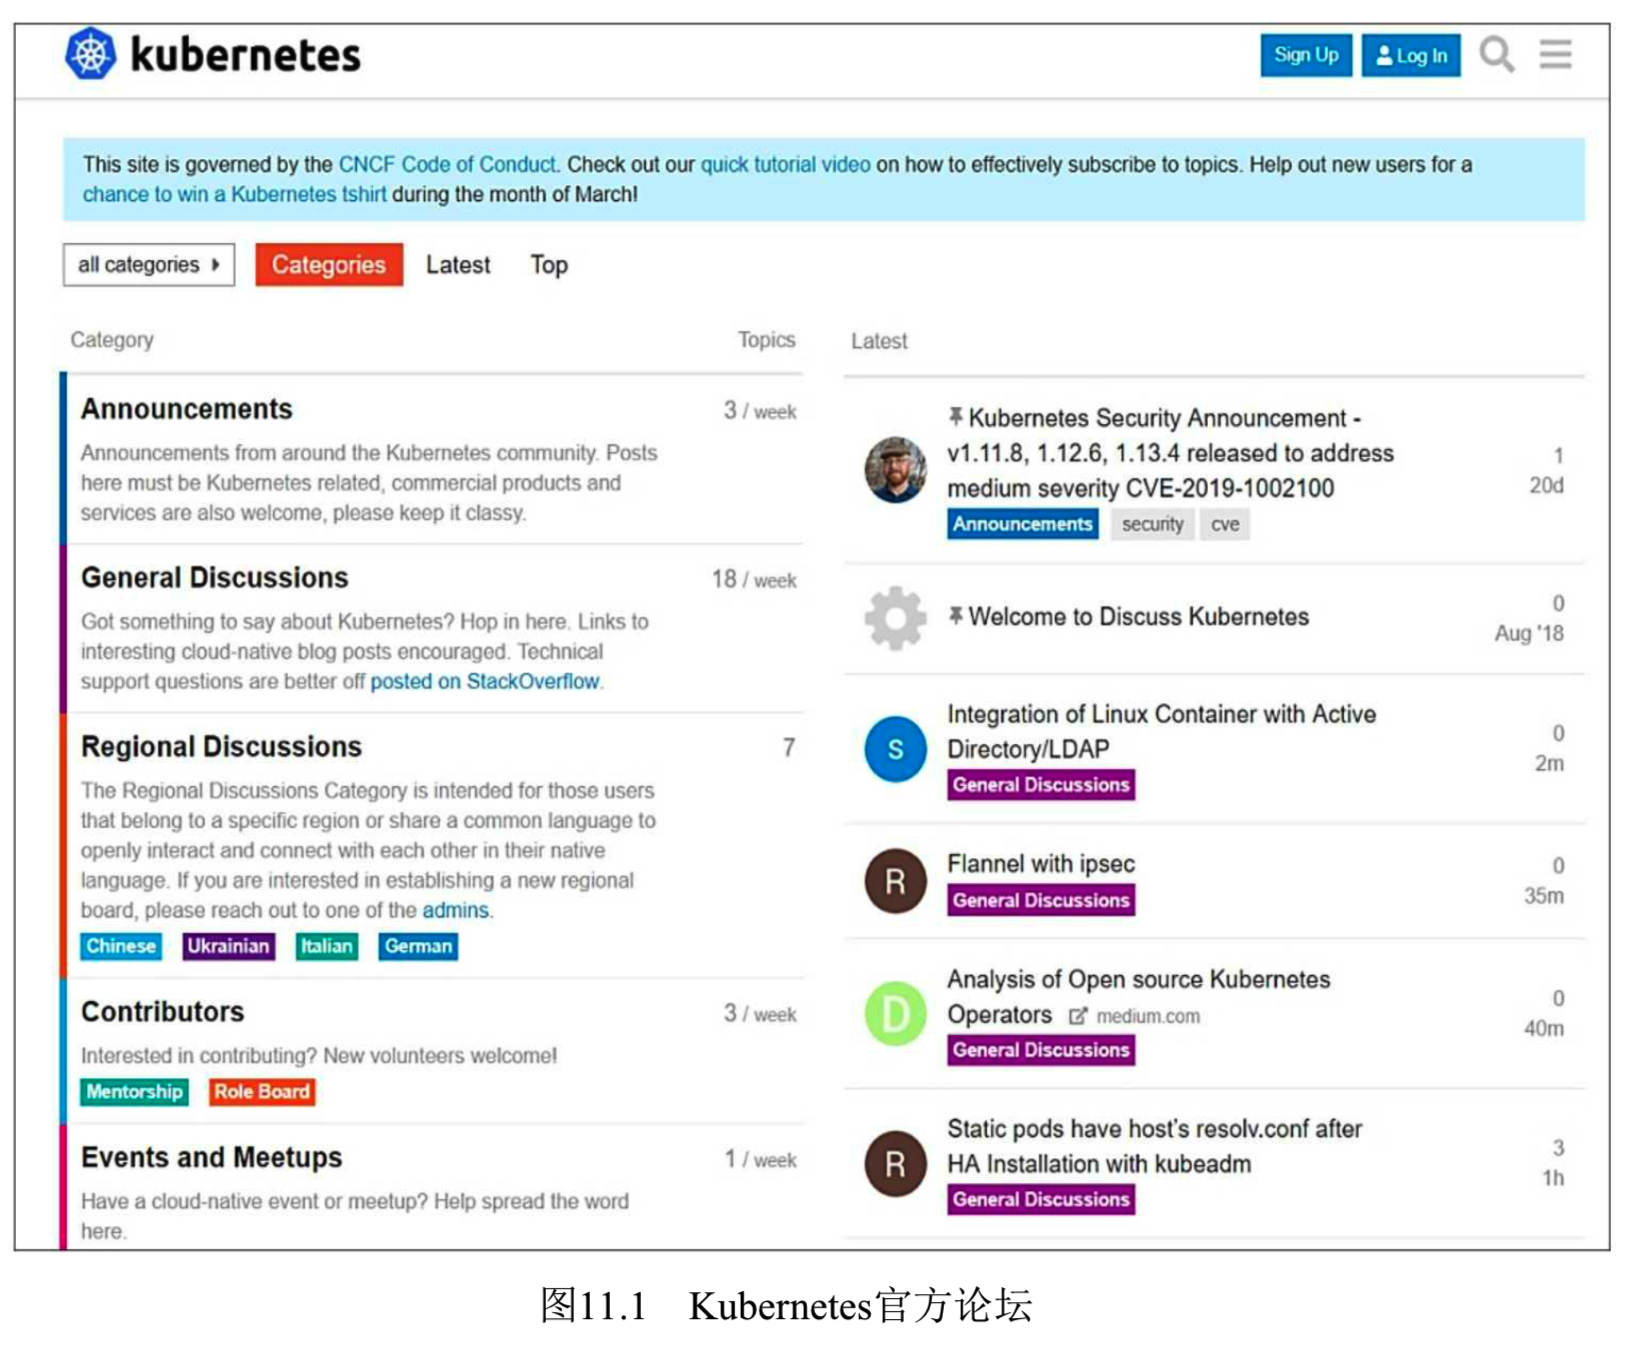 kubernetes
Sign Up
Log In
This site is governed by the CNCF Code of Conduct. Check out our quick tutorial video on how to effectively subscribe to topics. Help out new users for a
chance to win a Kubernetes tshirt during the month of March!
all categories
Categories
Latest
Top
Category
Topics
Announcements
3 / week
Announcements from around the Kubernetes community. Posts
here must be Kubernetes related, commercial products and
services are also welcome, please keep it classy.
General Discussions
18 / week
Got something to say about Kubernetes? Hop in here. Links to
interesting cloud-native blog posts encouraged. Technical
support questions are better off posted on StackOverflow.
Regional Discussions
7
The Regional Discussions Category is intended for those users
that belong to a specific region or share a common language to
openly interact and connect with each other in their native
language. If you are interested in establishing a new regional
board, please reach out to one of the admins.
Chinese Ukrainian Italian German
Contributors
3 / week
Interested in contributing? New volunteers welcome!
Mentorship Role Board
Events and Meetups
1 / week
Have a cloud-native event or meetup? Help spread the word
here.
Latest
Kubernetes Security Announcement -
v1.11.8, 1.12.6, 1.13.4 released to address
medium severity CVE-2019-1002100
Announcements security cve
1
20d
Welcome to Discuss Kubernetes
0
Aug '18
S
Integration of Linux Container with Active
Directory/LDAP
General Discussions
0
2m
R
Flannel with ipsec
General Discussions
0
35m
D
Analysis of Open source Kubernetes
Operators medium.com
General Discussions
0
40m
R
Static pods have host's resolv.conf after
HA Installation with kubeadm
General Discussions
3
1h
图11.1 Kubernetes官方论坛